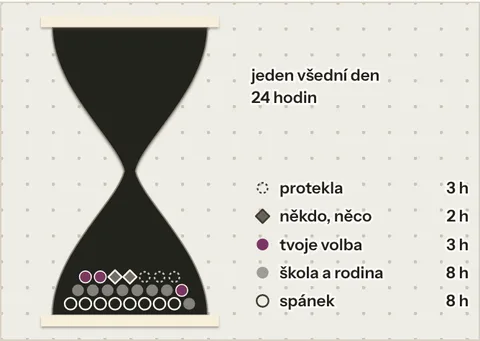 jeden všední den
24 hodin
protekla 3 h
někdo, něco 2 h
tvoje volba 3 h
škola a rodina 8 h
spánek 8 h